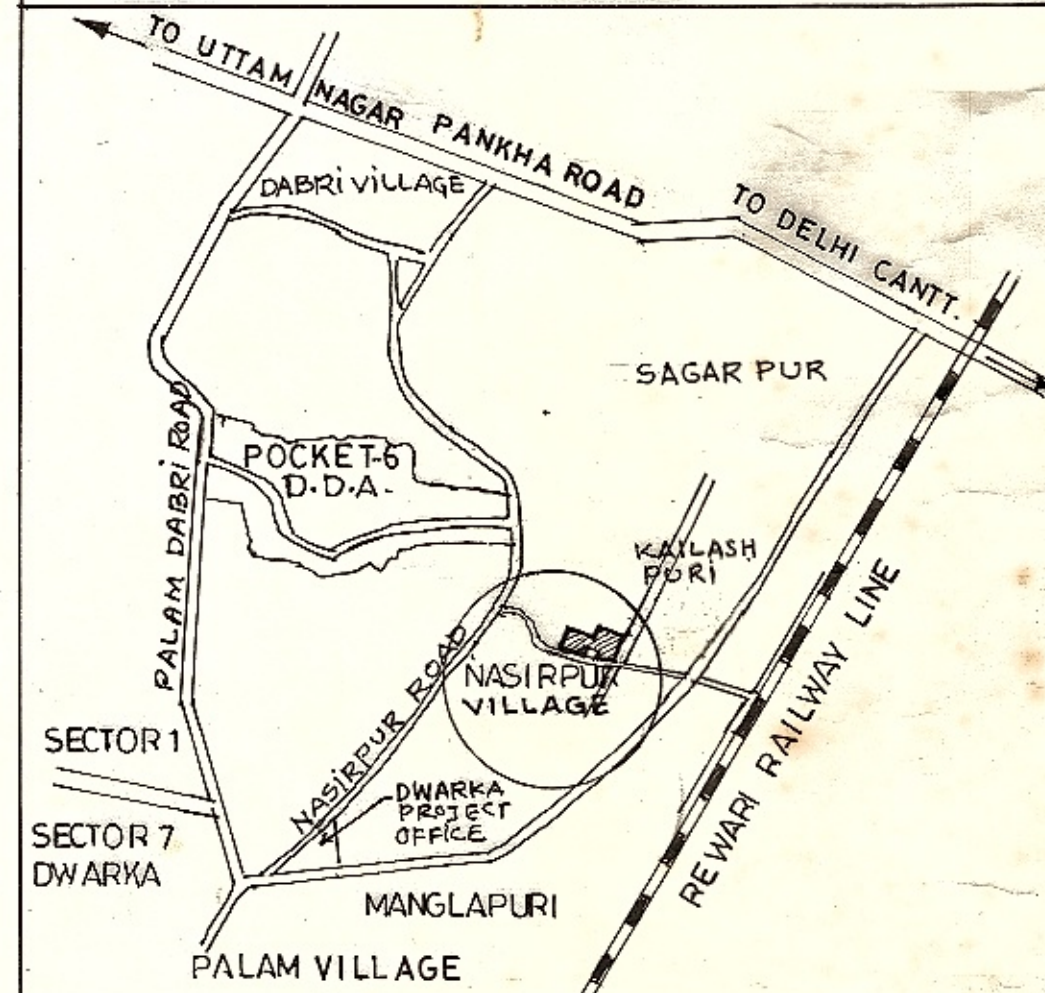 TO UTTAM NAGAR PANKHA ROAD
TO DELHI CANTT.
DABRI VILLAGE
SAGAR PUR
PALAM DABRI ROAD
POCKET-6
D.D.A.
KAILASH
PURI
NASIRPUR
VILLAGE
NASIRPUR ROAD
REWARI RAILWAY LINE
SECTOR 1
DWARKA
PROJECT
OFFICE
SECTOR 7
DWARKA
MANGLAPURI
PALAM VILLAGE